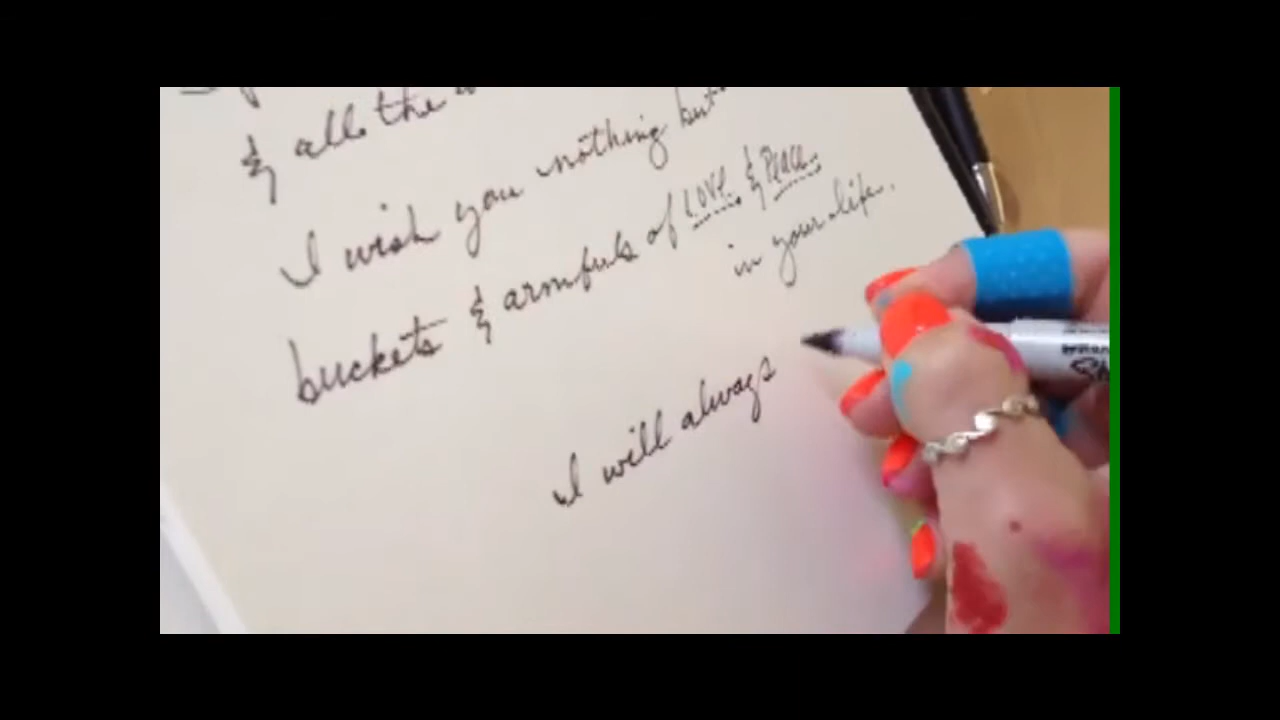 & all the
I wish you nothing but
buckets & armfuls of LOVE & Peace
in your life.
I will always